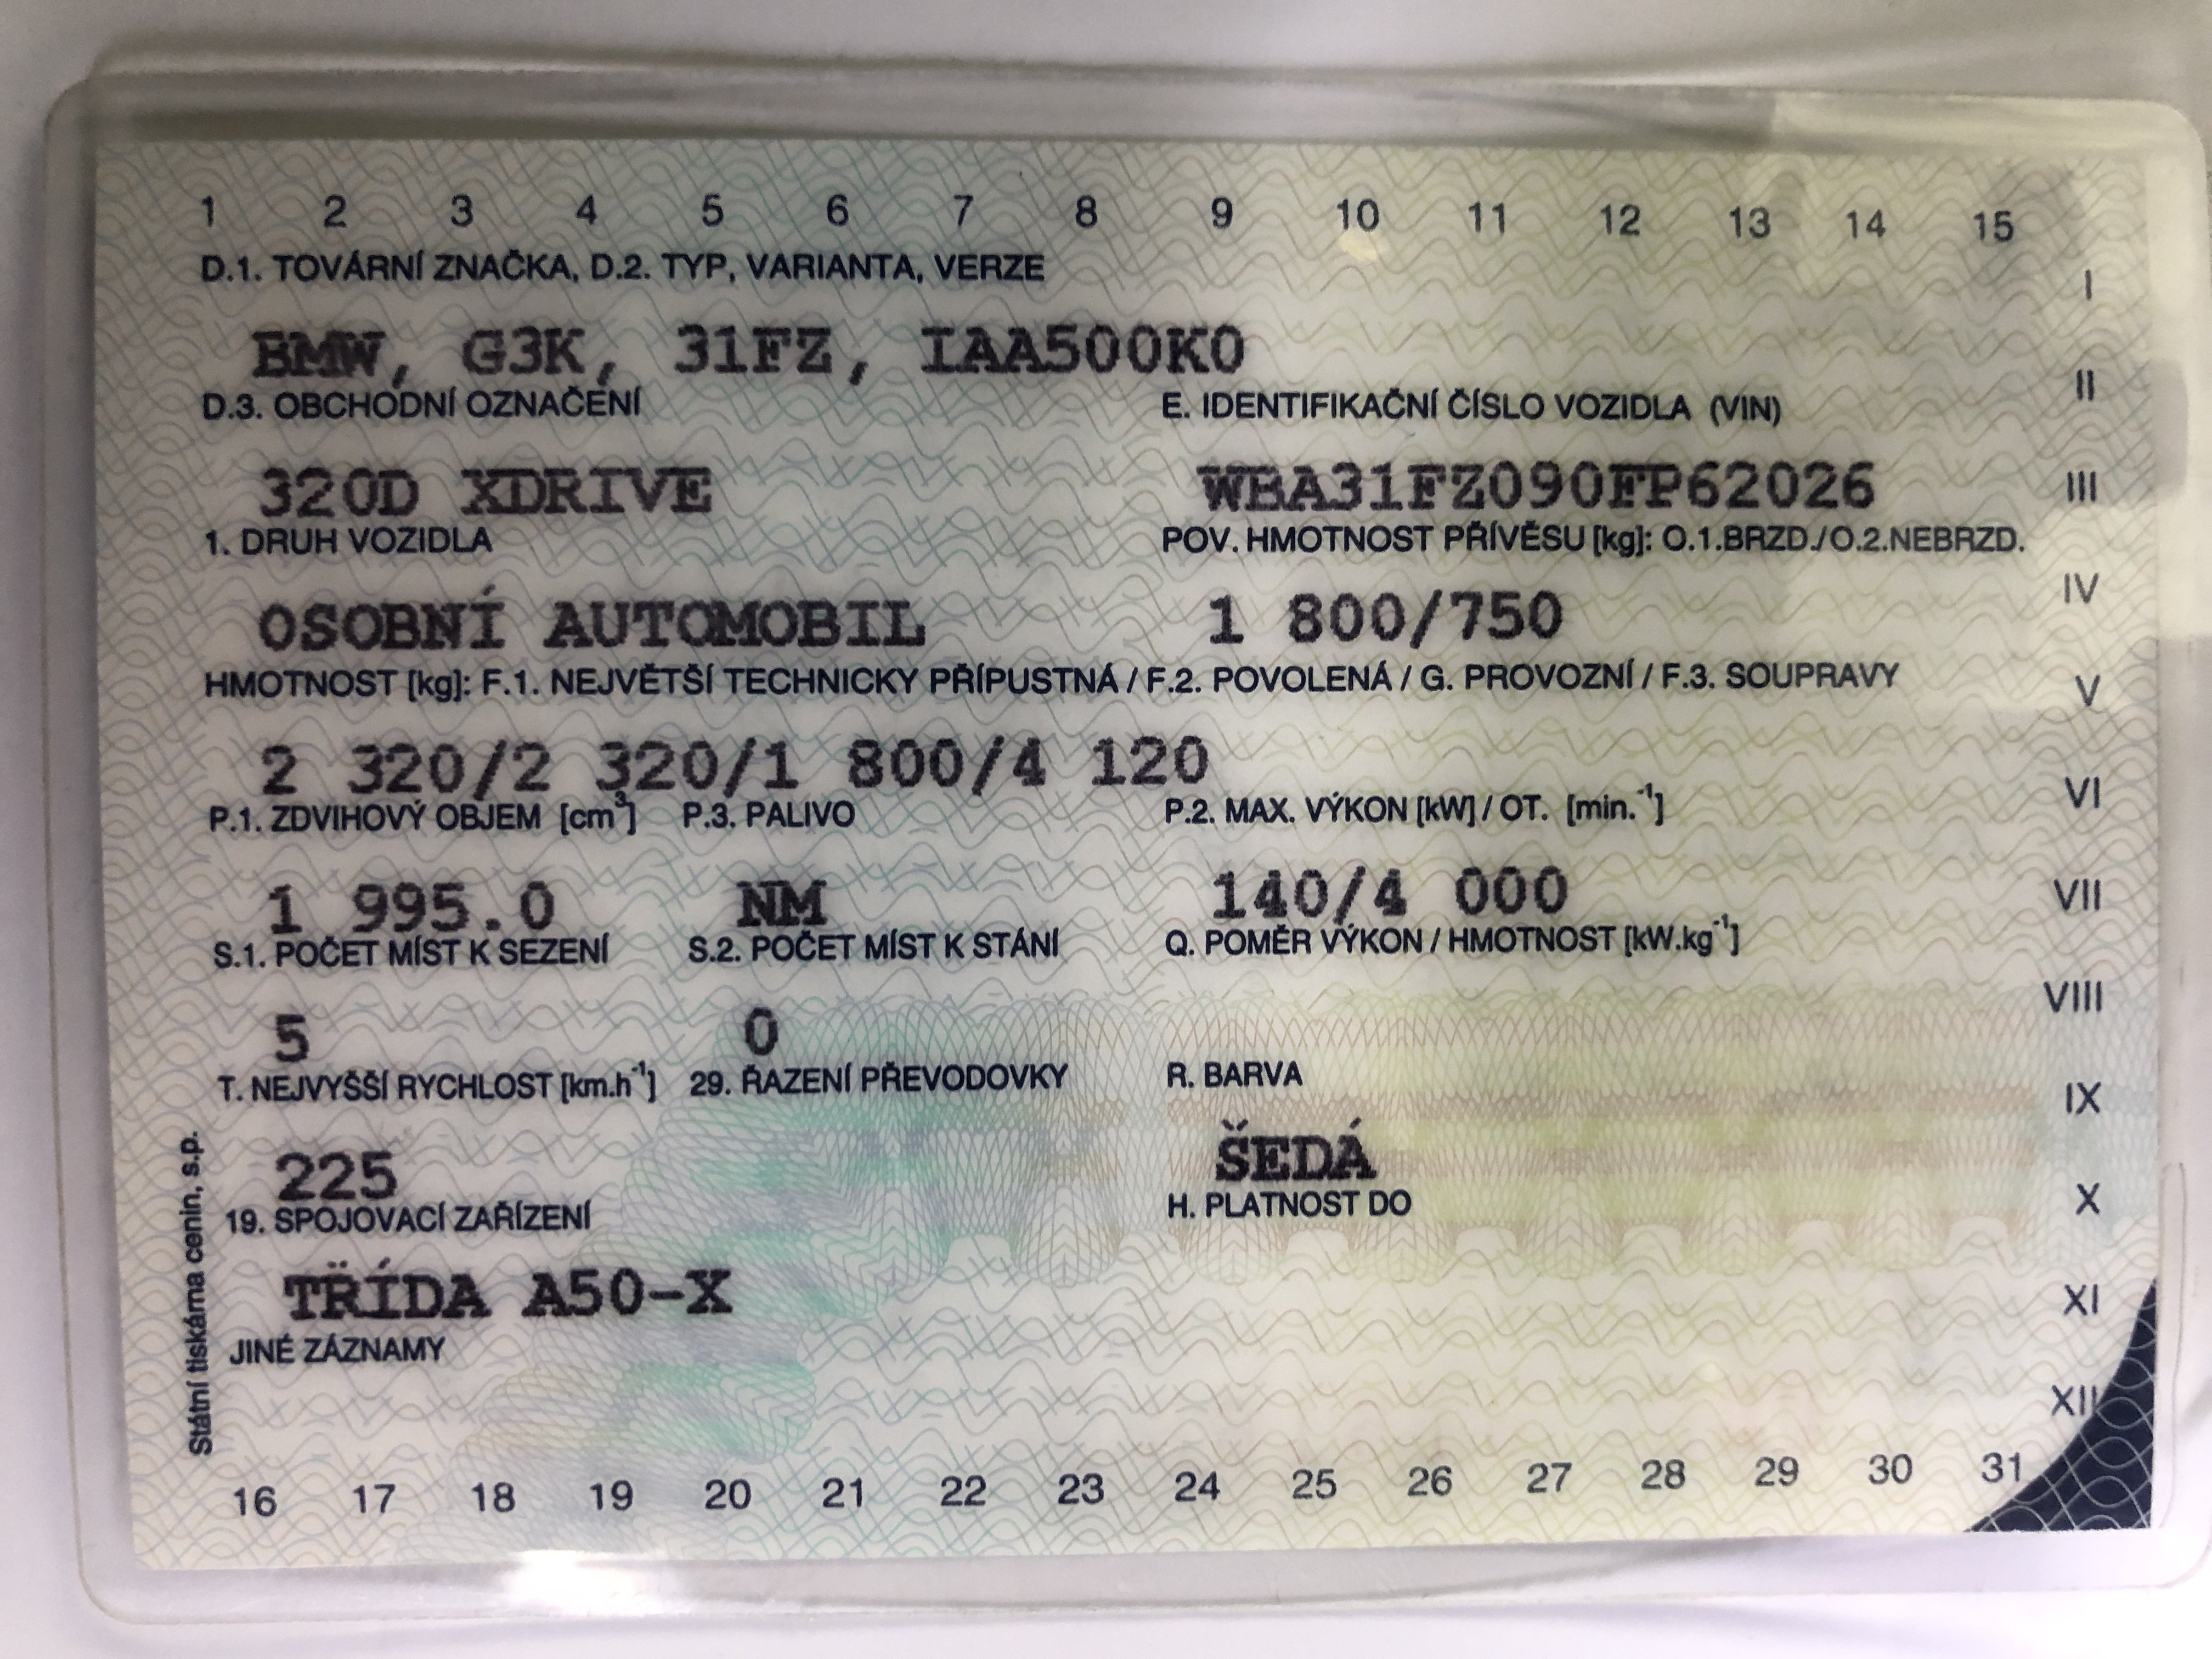 1 2 3 4 5 6 7 8 9 10 11 12 13 14 15
D.1. TOVÁRNÍ ZNAČKA, D.2. TYP, VARIANTA, VERZE
I
BMW, G3K, 31FZ, IAA500K0
II
D.3. OBCHODNÍ OZNAČENÍ E. IDENTIFIKAČNÍ ČÍSLO VOZIDLA (VIN)
320D XDRIVE WBA31FZ090FP62026 III
1. DRUH VOZIDLA POV. HMOTNOST PŘÍVĚSU [kg]: O.1.BRZD./O.2.NEBRZD.
IV
OSOBNÍ AUTOMOBIL 1 800/750
HMOTNOST [kg]: F.1. NEJVĚTŠÍ TECHNICKY PŘÍPUSTNÁ / F.2. POVOLENÁ / G. PROVOZNÍ / F.3. SOUPRAVY V
2 320/2 320/1 800/4 120
P.1. ZDVIHOVÝ OBJEM [cm³] P.3. PALIVO P.2. MAX. VÝKON [kW] / OT. [min.⁻¹] VI
1 995.0 NM 140/4 000 VII
S.1. POČET MÍST K SEZENÍ S.2. POČET MÍST K STÁNÍ Q. POMĚR VÝKON / HMOTNOST [kW.kg⁻¹]
VIII
5 0
T. NEJVYŠŠÍ RYCHLOST [km.h⁻¹] 29. ŘAZENÍ PŘEVODOVKY R. BARVA IX
225 ŠEDÁ
19. SPOJOVACÍ ZAŘÍZENÍ H. PLATNOST DO X
TŘÍDA A50-X XI
JINÉ ZÁZNAMY
XII
Státní tiskárna cenin, s.p.
16 17 18 19 20 21 22 23 24 25 26 27 28 29 30 31